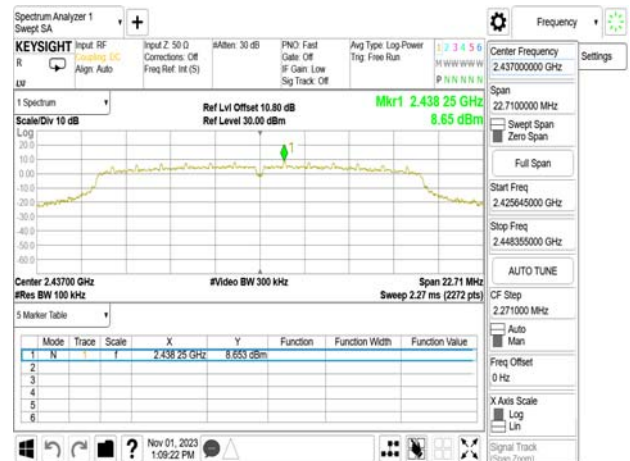 Spectrum Analyzer 1
Swept SA
+
Frequency
KEYSIGHT
R
LXI
Input: RF
Coupling: DC
Align: Auto
Input Z: 50 Ω
Corrections: Off
Freq Ref: Int (S)
#Atten: 30 dB
PNO: Fast
Gate: Off
IF Gain: Low
Sig Track: Off
Avg Type: Log-Power
Trig: Free Run
1 2 3 4 5 6
M W W W W W
P N N N N N
Center Frequency
2.437000000 GHz
Settings
Span
22.7100000 MHz
Swept Span
Zero Span
Full Span
Start Freq
2.425645000 GHz
Stop Freq
2.448355000 GHz
AUTO TUNE
CF Step
2.271000 MHz
Auto
Man
Freq Offset
0 Hz
X Axis Scale
Log
Lin
Signal Track
(Span Zoom)
1 Spectrum
Scale/Div 10 dB
Ref Lvl Offset 10.80 dB
Ref Level 30.00 dBm
Mkr1 2.438 25 GHz
8.65 dBm
Log
20.0
10.0
0.00
-10.0
-20.0
-30.0
-40.0
-50.0
-60.0
1
Center 2.43700 GHz
#Res BW 100 kHz
#Video BW 300 kHz
Span 22.71 MHz
Sweep 2.27 ms (2272 pts)
5 Marker Table
Mode Trace Scale X Y Function Function Width Function Value
1 N 1 f 2.438 25 GHz 8.653 dBm
2
3
4
5
6
?
Nov 01, 2023
1:09:22 PM